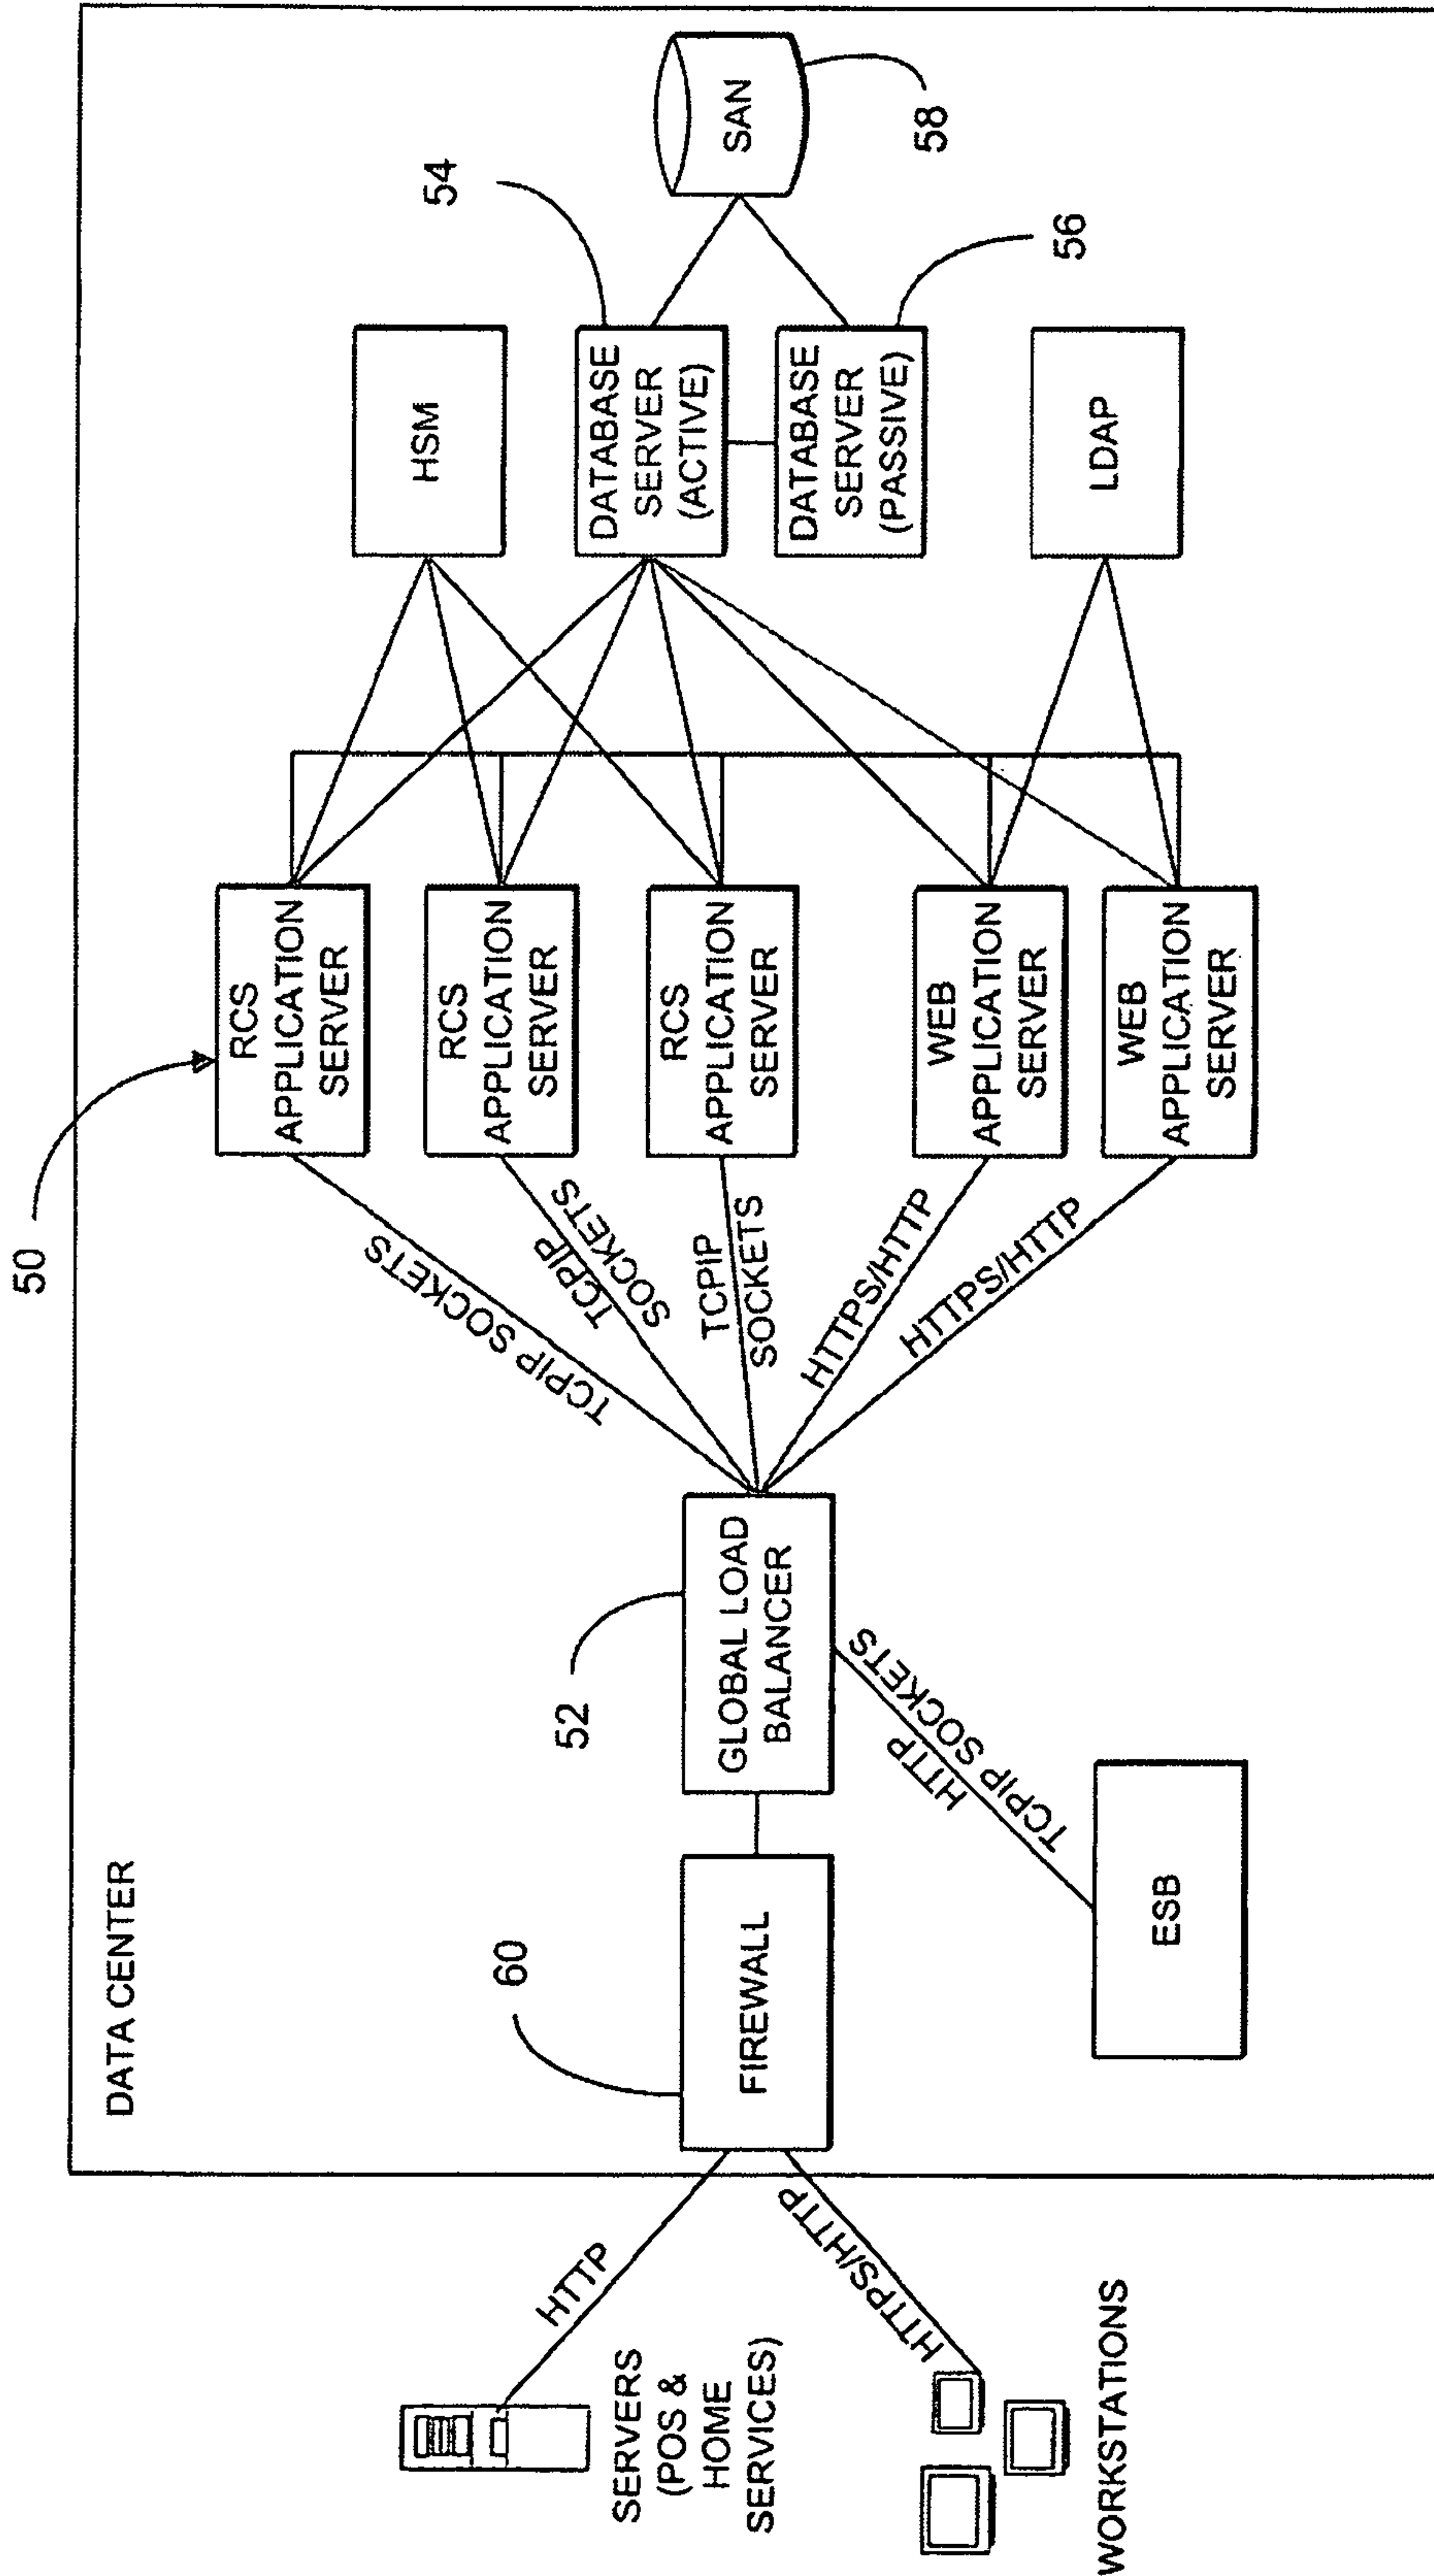 DATA CENTER
50
RCS
APPLICATION
SERVER
RCS
APPLICATION
SERVER
RCS
APPLICATION
SERVER
WEB
APPLICATION
SERVER
WEB
APPLICATION
SERVER
HSM
54
DATABASE
SERVER
(ACTIVE)
DATABASE
SERVER
(PASSIVE)
56
LDAP
SAN
58
TCPIP SOCKETS
TCPIP
SOCKETS
TCPIP
SOCKETS
HTTPS/HTTP
HTTPS/HTTP
52
GLOBAL LOAD
BALANCER
60
FIREWALL
HTTP
TCPIP SOCKETS
ESB
HTTP
HTTPS/HTTP
SERVERS
(POS &
HOME
SERVICES)
WORKSTATIONS